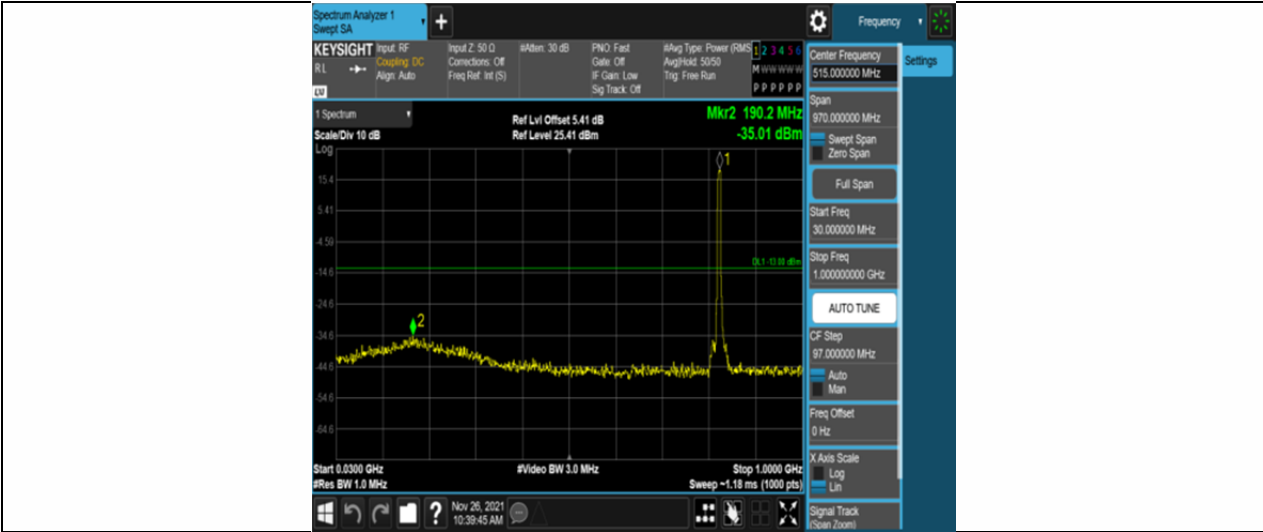 Spectrum Analyzer 1
Swept SA
+
Frequency
KEYSIGHT
RL
LV
Input: RF
Coupling: DC
Align: Auto
Input Z: 50 Ω
Corrections: Off
Freq Ref: Int (S)
#Atten: 30 dB
PNO: Fast
Gate: Off
IF Gain: Low
Sig Track: Off
#Avg Type: Power (RMS
Avg|Hold: 50/50
Trig: Free Run
1 2 3 4 5 6
M W W W W W
P P P P P P
Center Frequency
515.000000 MHz
Settings
Span
970.000000 MHz
Swept Span
Zero Span
Full Span
Start Freq
30.000000 MHz
Stop Freq
1.000000000 GHz
AUTO TUNE
CF Step
97.000000 MHz
Auto
Man
Freq Offset
0 Hz
X Axis Scale
Log
Lin
Signal Track
(Span Zoom)
1 Spectrum
Scale/Div 10 dB
Log
Ref Lvl Offset 5.41 dB
Ref Level 25.41 dBm
Mkr2 190.2 MHz
-35.01 dBm
1
15.4
5.41
-4.59
DL1 -13.00 dBm
-14.6
-24.6
2
-34.6
-44.6
-54.6
-64.6
Start 0.0300 GHz
#Res BW 1.0 MHz
#Video BW 3.0 MHz
Stop 1.0000 GHz
Sweep ~1.18 ms (1000 pts)
?
Nov 26, 2021
10:39:45 AM